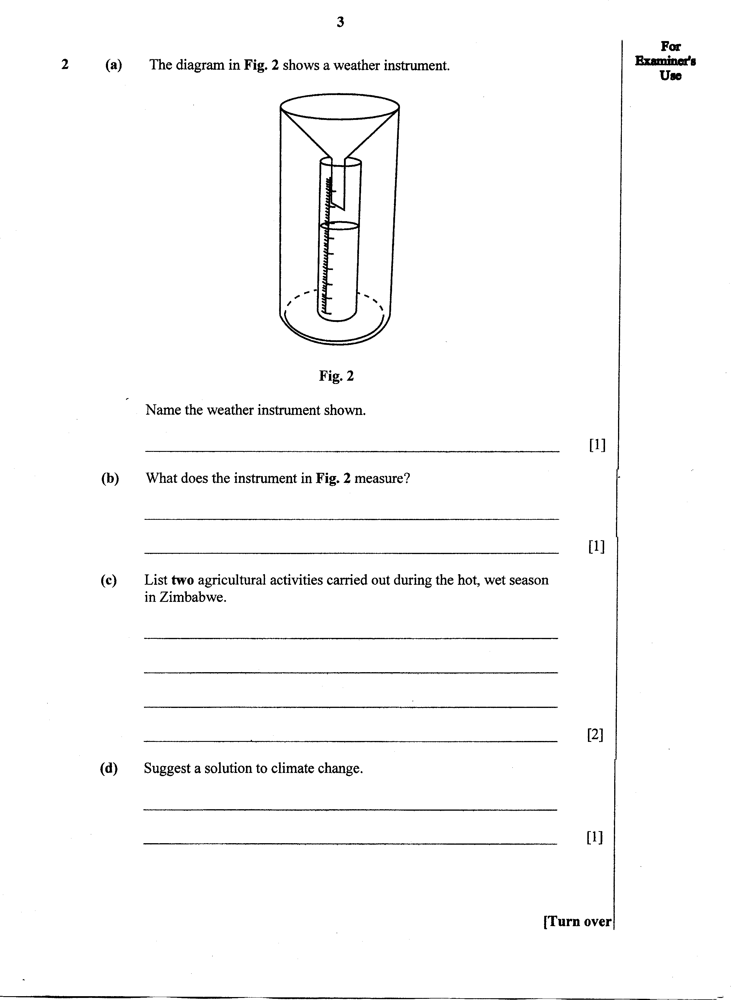 3
For
Examiner's
Use
2 (a) The diagram in Fig. 2 shows a weather instrument.
Fig. 2
Name the weather instrument shown.
[1]
(b) What does the instrument in Fig. 2 measure?
[1]
(c) List two agricultural activities carried out during the hot, wet season
in Zimbabwe.
[2]
(d) Suggest a solution to climate change.
[1]
[Turn over